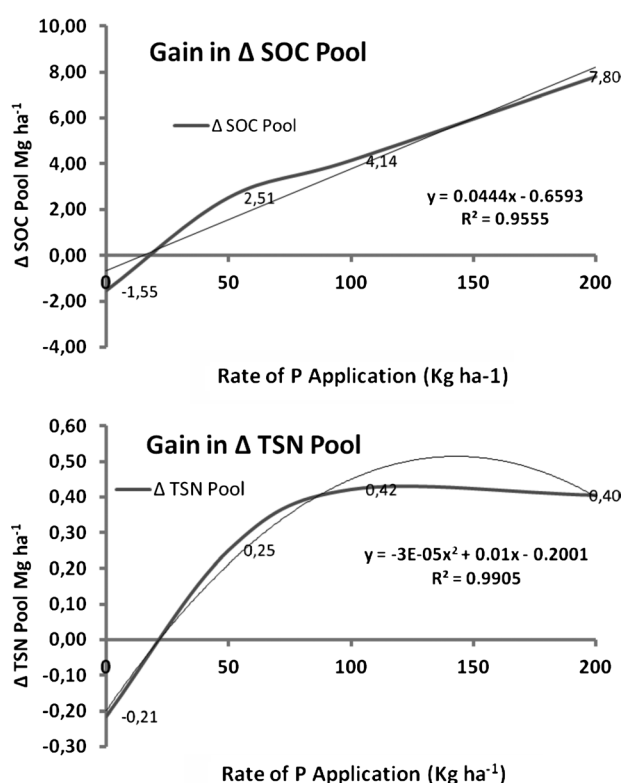 10,00
Gain in Δ SOC Pool
8,00
7,80
6,00
Δ SOC Pool
4,00
4,14
2,51
2,00
y = 0.0444x - 0.6593
R² = 0.9555
0,00
0 50 100 150 200
-1,55
-2,00
-4,00
Δ SOC Pool Mg ha⁻¹
Rate of P Application (Kg ha-1)
0,60
Gain in Δ TSN Pool
0,50
Δ TSN Pool
0,42
0,40
0,40
0,30
0,25
y = -3E-05x² + 0.01x - 0.2001
R² = 0.9905
0,20
0,10
0,00
0 50 100 150 200
-0,10
-0,20
-0,21
-0,30
Δ TSN Pool Mg ha⁻¹
Rate of P Application (Kg ha⁻¹)